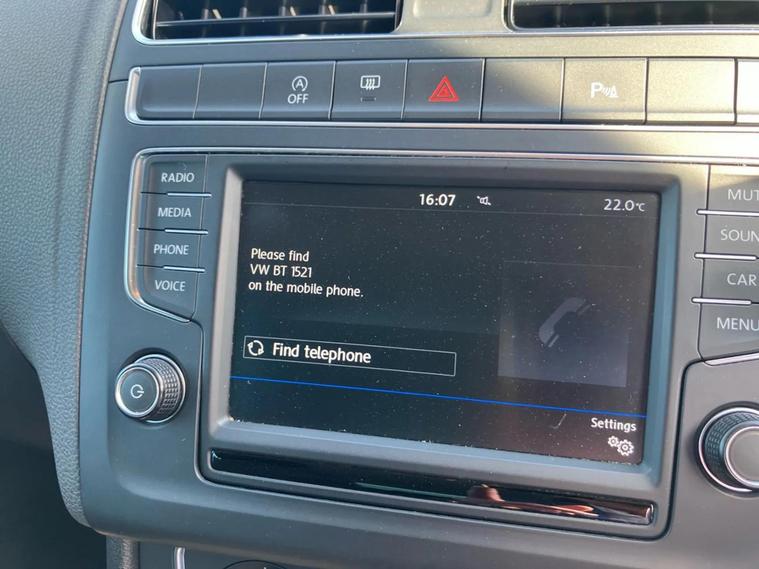 OFF
P
RADIO
MEDIA
PHONE
VOICE
16:07
22.0°C
Please find
VW BT 1521
on the mobile phone.
Find telephone
Settings
MUT
SOUN
CAR
MENU